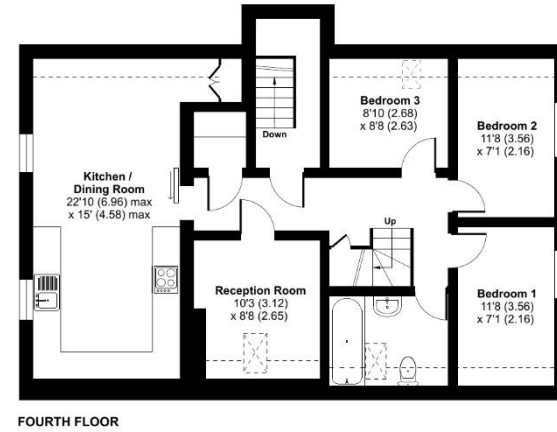 Kitchen /
Dining Room
22'10 (6.96) max
x 15' (4.58) max
Down
Bedroom 3
8'10 (2.68)
x 8'8 (2.63)
Bedroom 2
11'8 (3.56)
x 7'1 (2.16)
Up
Reception Room
10'3 (3.12)
x 8'8 (2.65)
Bedroom 1
11'8 (3.56)
x 7'1 (2.16)
FOURTH FLOOR